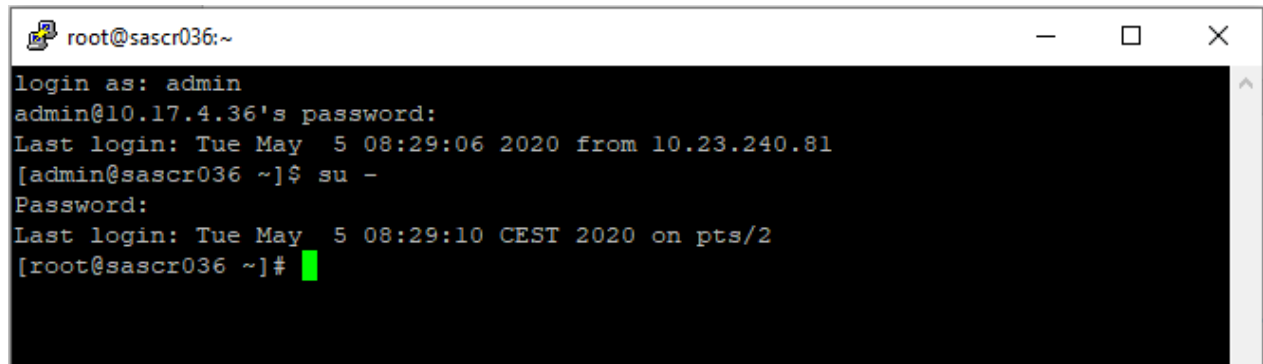 root@sascr036:~
login as: admin
admin@10.17.4.36's password:
Last login: Tue May  5 08:29:06 2020 from 10.23.240.81
[admin@sascr036 ~]$ su -
Password:
Last login: Tue May  5 08:29:10 CEST 2020 on pts/2
[root@sascr036 ~]#